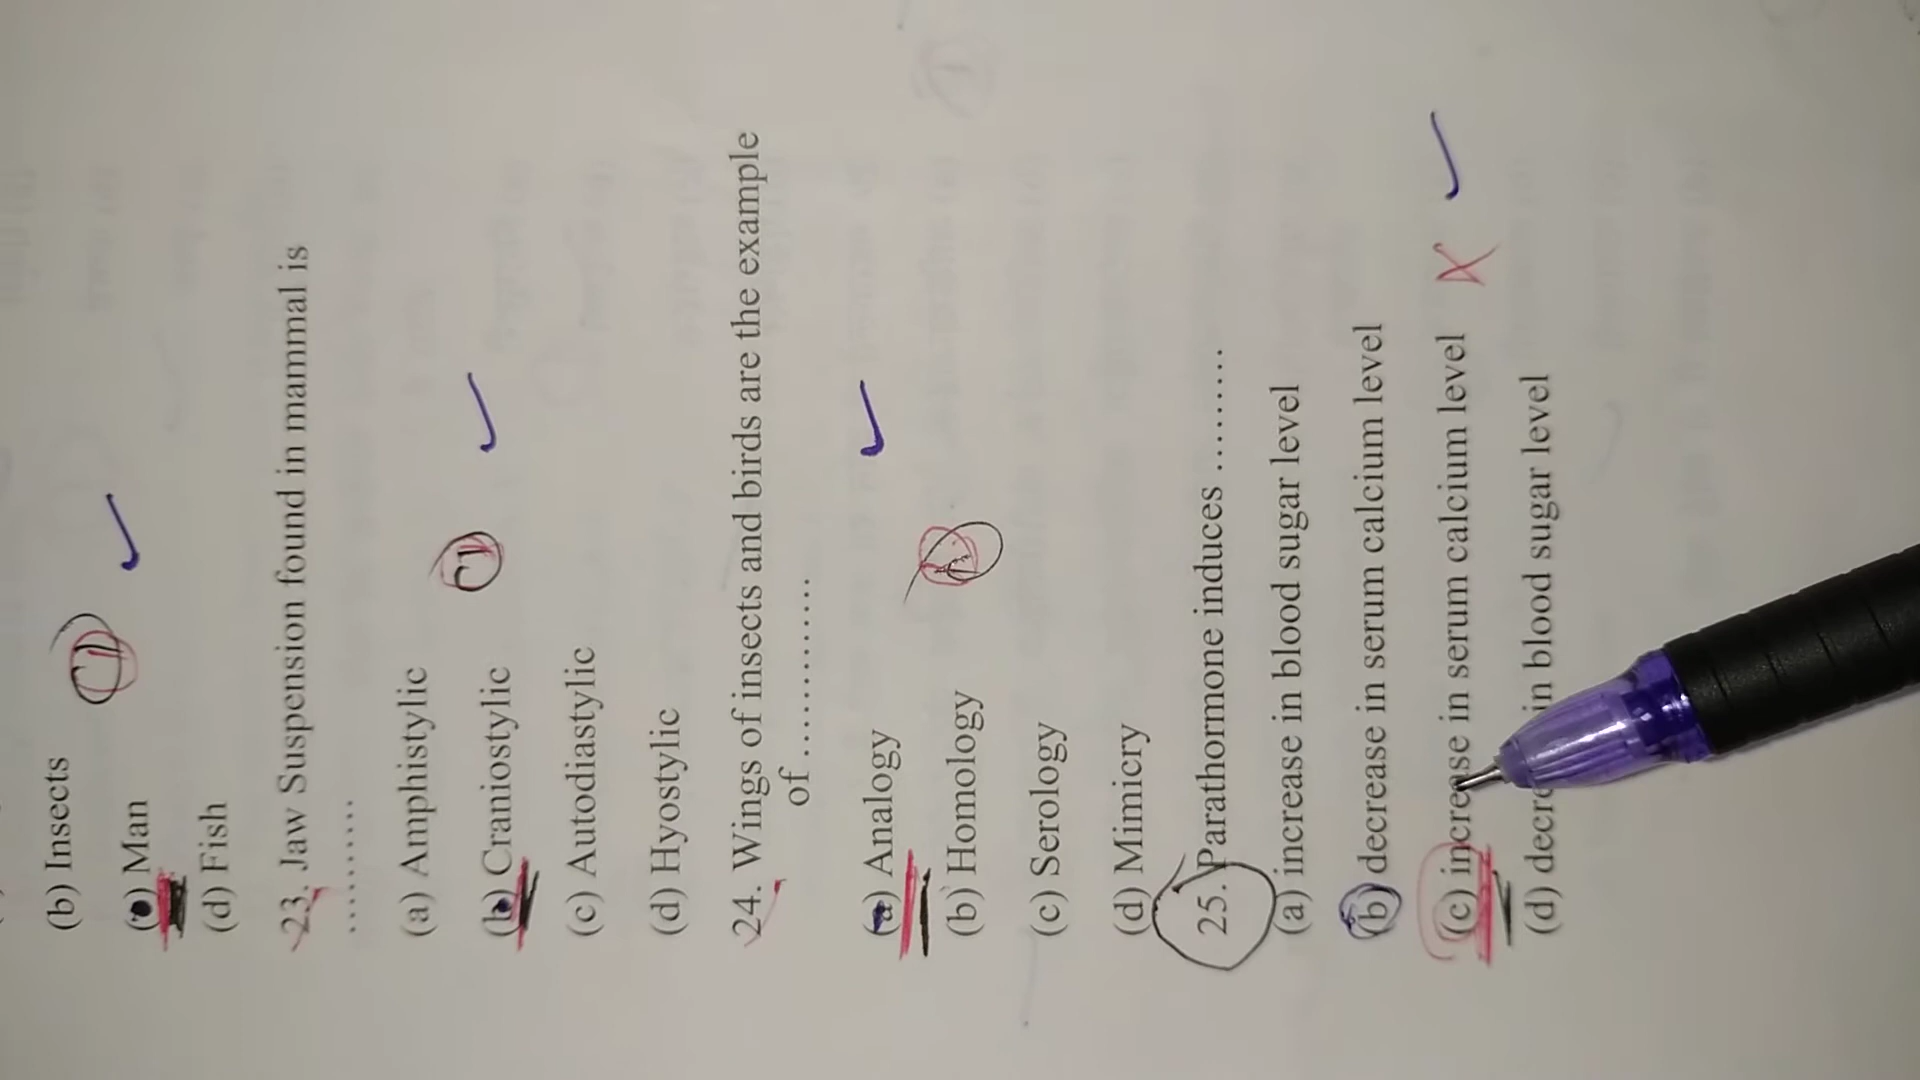 (b) Insects
(c) Man
(d) Fish
23. Jaw Suspension found in mammal is
..........
(a) Amphistylic
(b) Craniostylic
(c) Autodiastylic
(d) Hyostylic
24. Wings of insects and birds are the example
of ..............
(a) Analogy
(b) Homology
(c) Serology
(d) Mimicry
25. Parathormone induces .........
(a) increase in blood sugar level
(b) decrease in serum calcium level
(c) increase in serum calcium level
(d) decre in blood sugar level